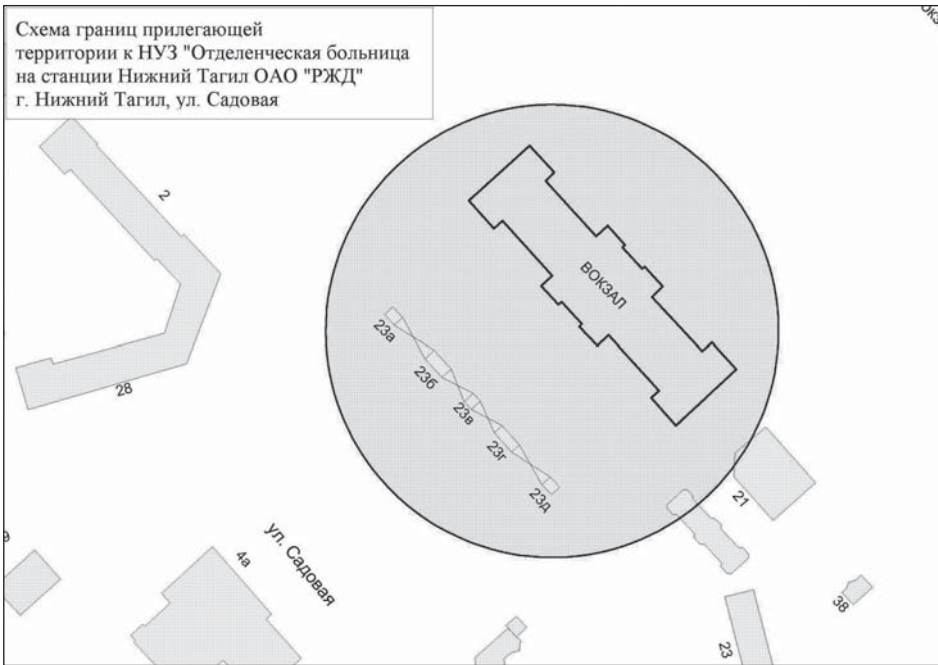 Схема границ прилегающей
территории к НУЗ "Отделенческая больница
на станции Нижний Тагил ОАО "РЖД"
г. Нижний Тагил, ул. Садовая
2
ВОКЗАЛ
23а
28
23б
23в
23г
23д
21
ул. Садовая
4а
38
23